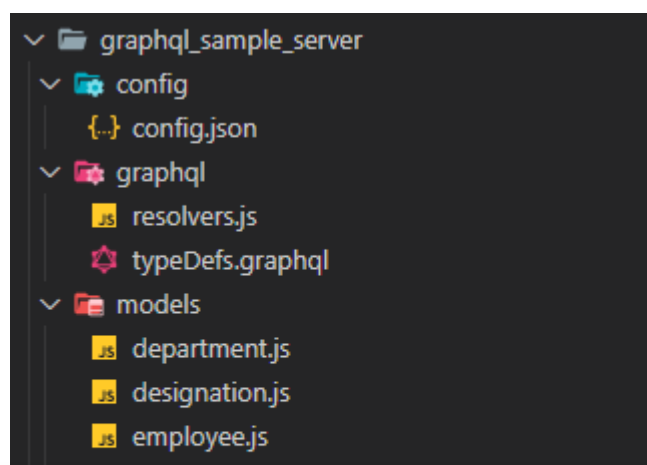 graphql_sample_server
config
{..} config.json
graphql
JS resolvers.js
typeDefs.graphql
models
JS department.js
JS designation.js
JS employee.js